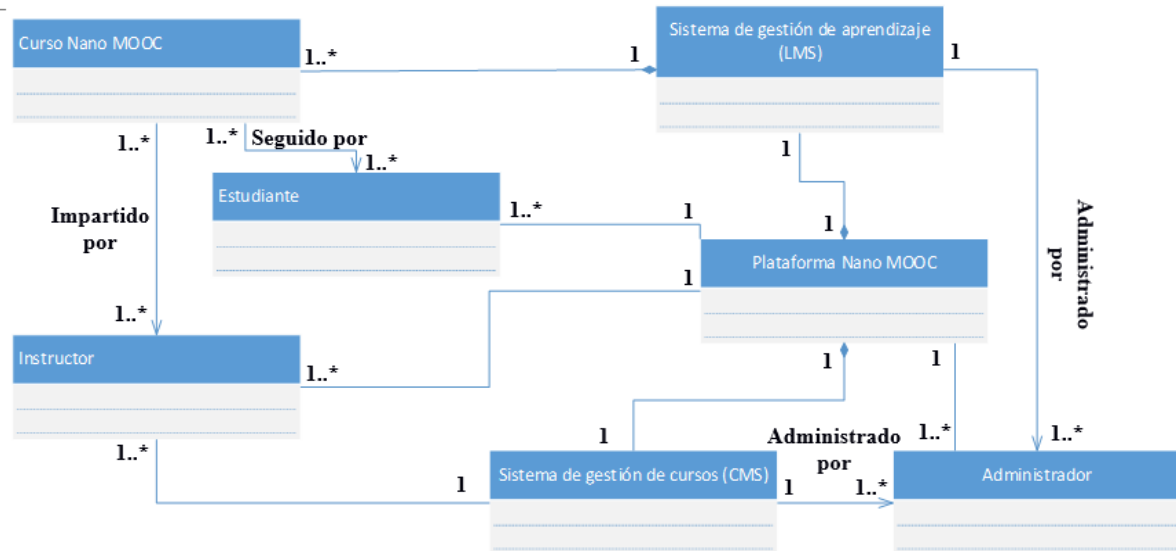 Curso Nano MOOC
Sistema de gestión de aprendizaje
(LMS)
1..*
1
1
1..*
1..*
Seguido por
1..*
1
Estudiante
Impartido
por
1..*
1
1
Administrado
por
Plataforma Nano MOOC
1
1..*
Instructor
1..*
1
1
1..*
1
Administrado
por
1..*
1..*
1
Sistema de gestión de cursos (CMS)
1
1..*
Administrador